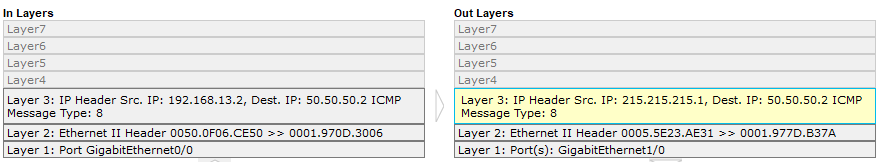 In Layers
Layer7
Layer6
Layer5
Layer4
Layer 3: IP Header Src. IP: 192.168.13.2, Dest. IP: 50.50.50.2 ICMP
Message Type: 8
Layer 2: Ethernet II Header 0050.0F06.CE50 >> 0001.970D.3006
Layer 1: Port GigabitEthernet0/0
Out Layers
Layer7
Layer6
Layer5
Layer4
Layer 3: IP Header Src. IP: 215.215.215.1, Dest. IP: 50.50.50.2 ICMP
Message Type: 8
Layer 2: Ethernet II Header 0005.5E23.AE31 >> 0001.977D.B37A
Layer 1: Port(s): GigabitEthernet1/0